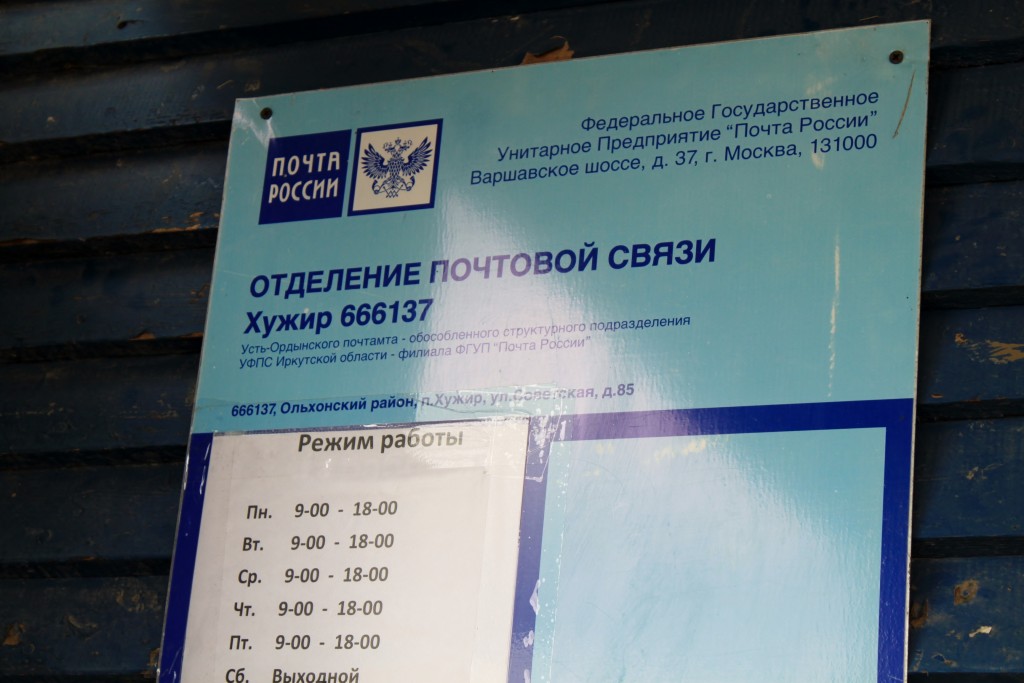 ПОЧТА
РОССИИ
Федеральное Государственное
Унитарное Предприятие “Почта России”
Варшавское шоссе, д. 37, г. Москва, 131000
ОТДЕЛЕНИЕ ПОЧТОВОЙ СВЯЗИ
Хужир 666137
Усть-Ордынского почтамта - обособленного структурного подразделения
УФПС Иркутской области - филиала ФГУП “Почта России”
666137, Ольхонский район, п.Хужир, ул.Советская, д.85
Режим работы
Пн. 9-00 - 18-00
Вт. 9-00 - 18-00
Ср. 9-00 - 18-00
Чт. 9-00 - 18-00
Пт. 9-00 - 18-00
Сб. Выходной